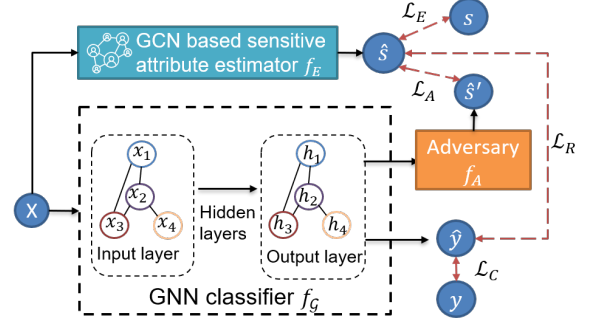 ℒ_E
s
GCN based sensitive
attribute estimator f_E
ŝ
ℒ_A
ŝ′
ℒ_R
Adversary
f_A
X
x_1
x_2
x_3
x_4
Input layer
Hidden
layers
h_1
h_2
h_3
h_4
Output layer
ŷ
ℒ_C
y
GNN classifier f_𝒢